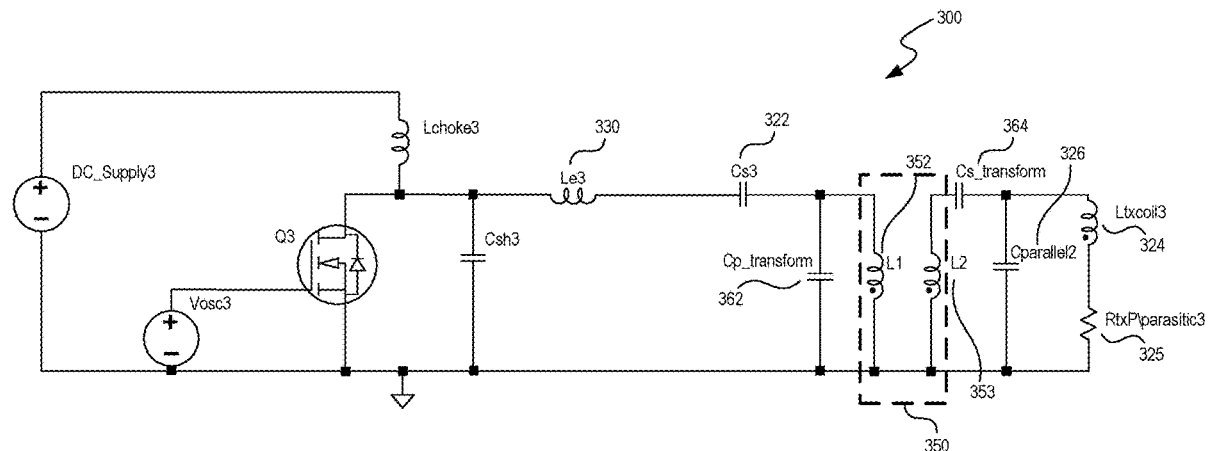 300
Lchoke3
330
322
364
DC_Supply3
352
326
Cs3
Cs_transform
Le3
Ltxcoil3
Q3
324
Csh3
Cparallel2
L1
L2
Cp_transform
362
Vosc3
RtxP\parasitic3
325
353
350